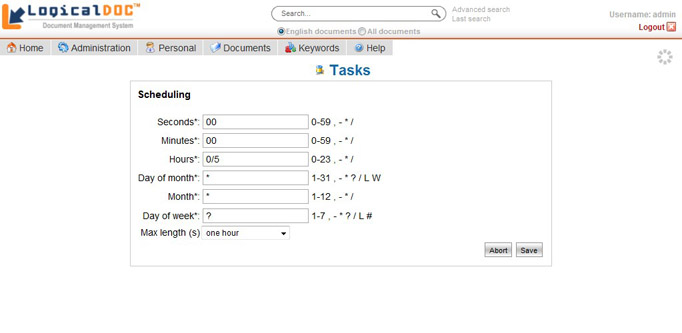 LogicalDOC™
Document Management System
Search...
Advanced search
Last search
English documents All documents
Username: admin
Logout
Home Administration Personal Documents Keywords Help
Tasks
Scheduling
Seconds*: 00 0-59 , - * /
Minutes*: 00 0-59 , - * /
Hours*: 0/5 0-23 , - * /
Day of month*: * 1-31 , - * ? / L W
Month*: * 1-12 , - * /
Day of week*: ? 1-7 , - * ? / L #
Max length (s) one hour
Abort Save